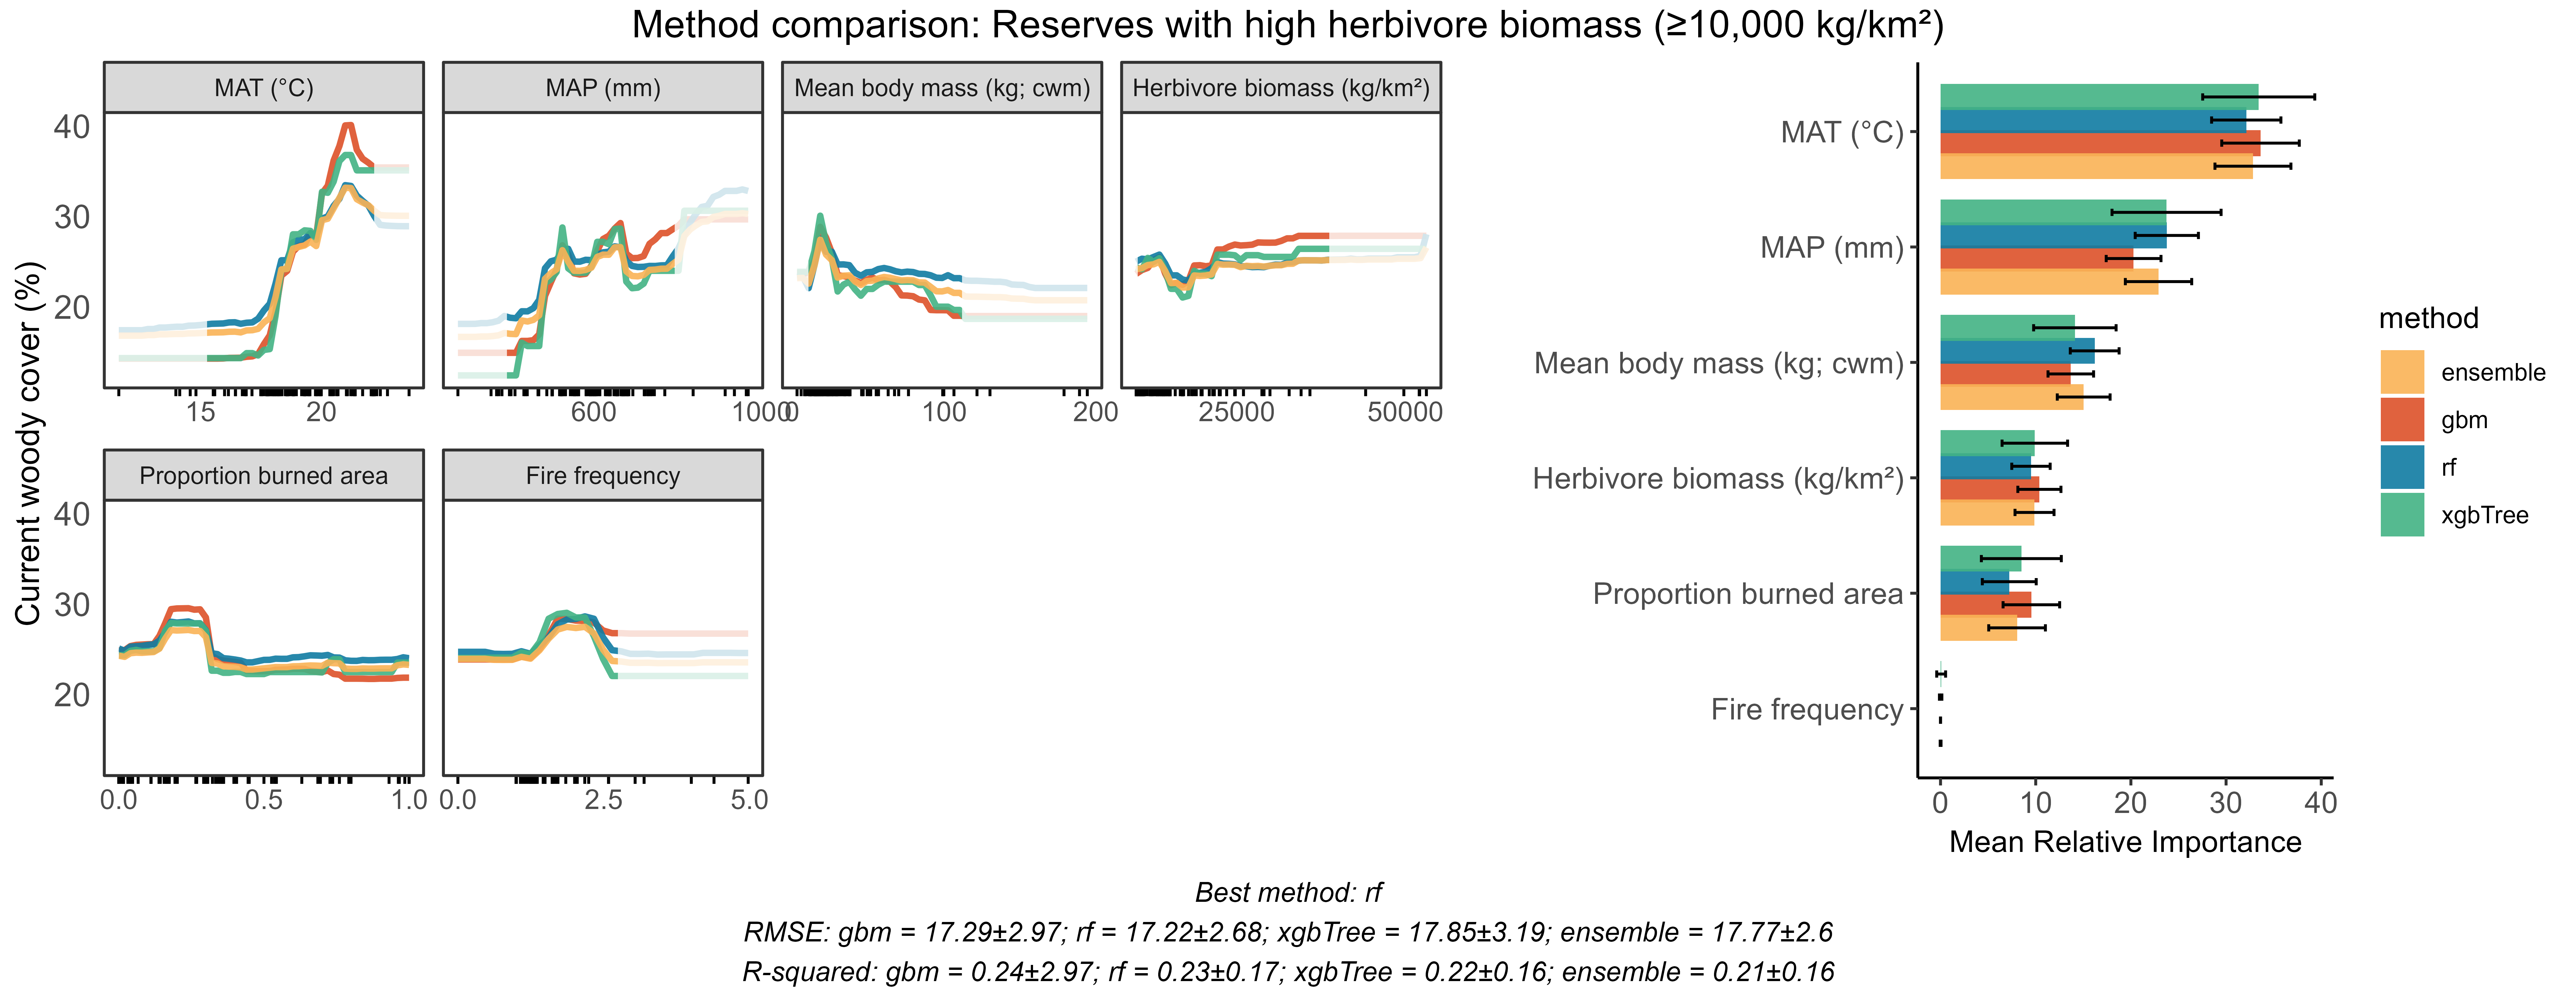 Method comparison: Reserves with high herbivore biomass (≥10,000 kg/km²)
MAT (°C)
MAP (mm)
Mean body mass (kg; cwm)
Herbivore biomass (kg/km²)
40
30
20
15
20
600
1000
0
100
200
25000
50000
Current woody cover (%)
Proportion burned area
Fire frequency
40
30
20
0.0
0.5
1.0
0.0
2.5
5.0
MAT (°C)
MAP (mm)
Mean body mass (kg; cwm)
Herbivore biomass (kg/km²)
Proportion burned area
Fire frequency
0
10
20
30
40
Mean Relative Importance
method
ensemble
gbm
rf
xgbTree
Best method: rf
RMSE: gbm = 17.29±2.97; rf = 17.22±2.68; xgbTree = 17.85±3.19; ensemble = 17.77±2.6
R-squared: gbm = 0.24±2.97; rf = 0.23±0.17; xgbTree = 0.22±0.16; ensemble = 0.21±0.16